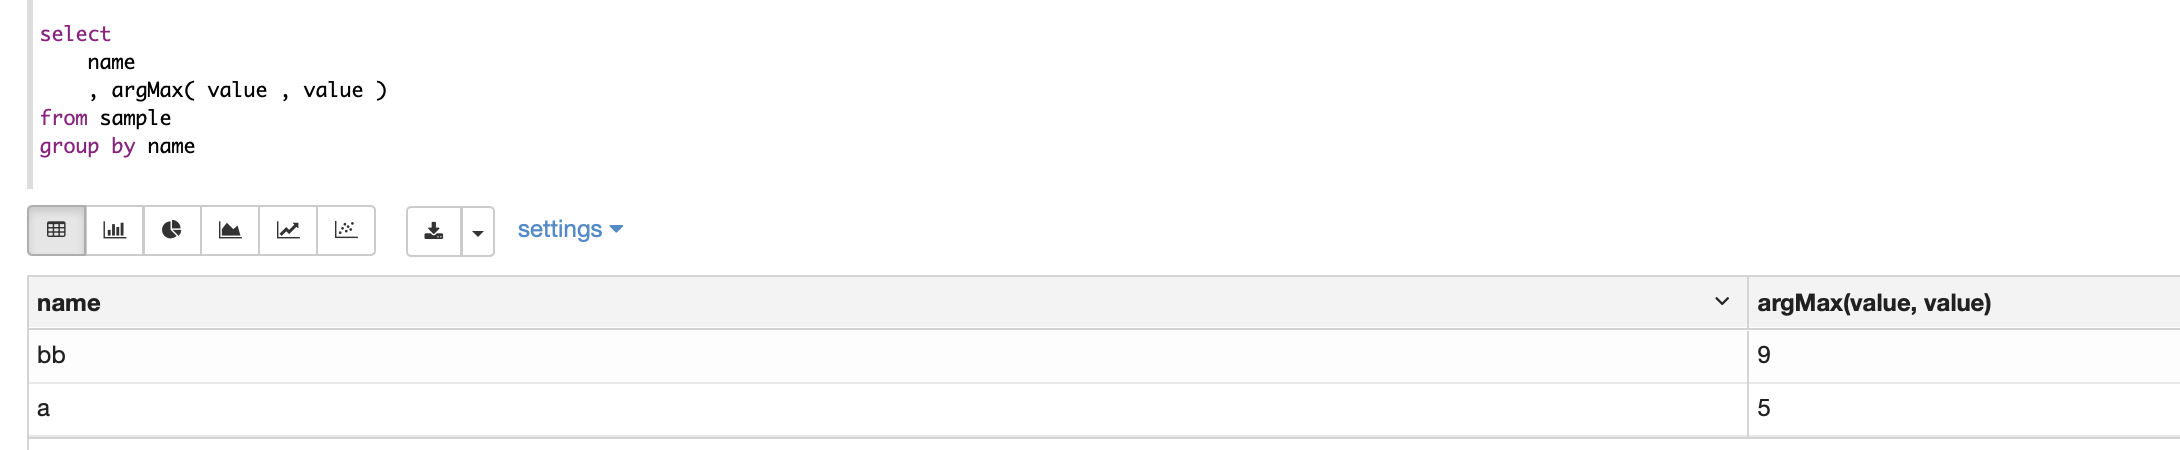 select
name
, argMax( value , value )
from sample
group by name
settings
name argMax(value, value)
bb 9
a 5